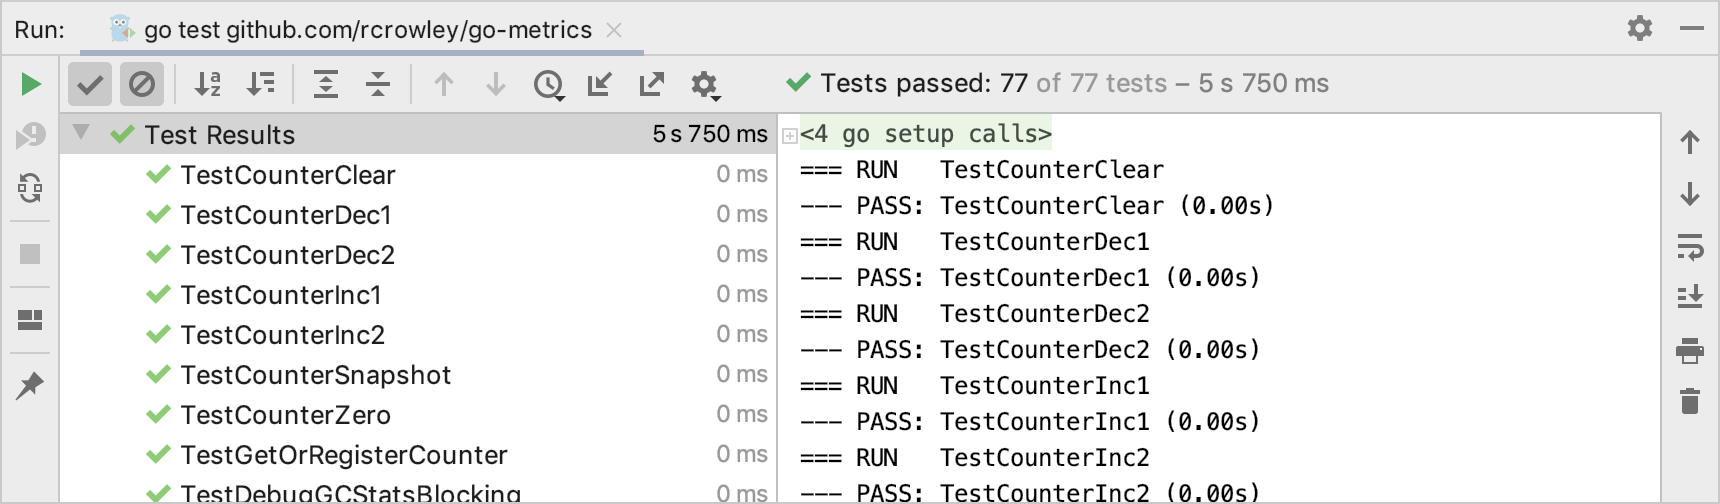 Run: go test github.com/rcrowley/go-metrics
Tests passed: 77 of 77 tests – 5 s 750 ms
Test Results 5 s 750 ms
TestCounterClear 0 ms
TestCounterDec1 0 ms
TestCounterDec2 0 ms
TestCounterInc1 0 ms
TestCounterInc2 0 ms
TestCounterSnapshot 0 ms
TestCounterZero 0 ms
TestGetOrRegisterCounter 0 ms
TestDebugGCStatsBlocking 0 ms
<4 go setup calls>
=== RUN   TestCounterClear
--- PASS: TestCounterClear (0.00s)
=== RUN   TestCounterDec1
--- PASS: TestCounterDec1 (0.00s)
=== RUN   TestCounterDec2
--- PASS: TestCounterDec2 (0.00s)
=== RUN   TestCounterInc1
--- PASS: TestCounterInc1 (0.00s)
=== RUN   TestCounterInc2
--- PASS: TestCounterInc2 (0.00s)